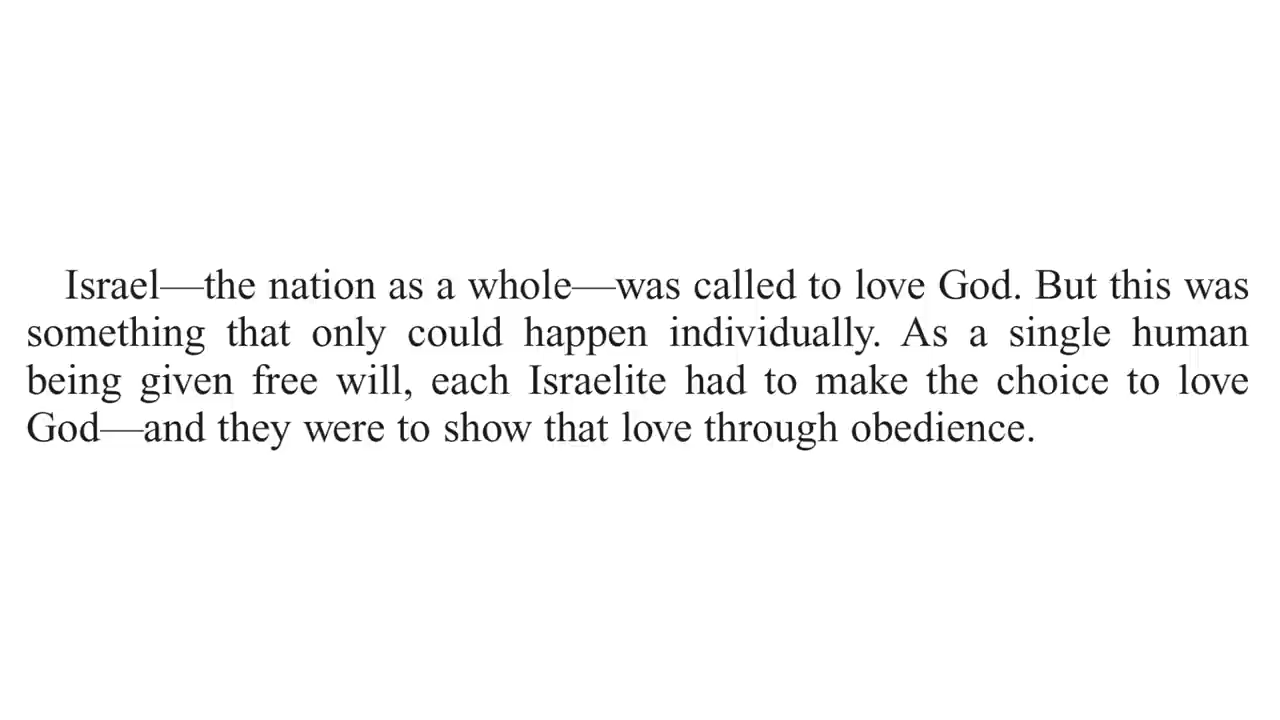 Israel—the nation as a whole—was called to love God. But this was
something that only could happen individually. As a single human
being given free will, each Israelite had to make the choice to love
God—and they were to show that love through obedience.